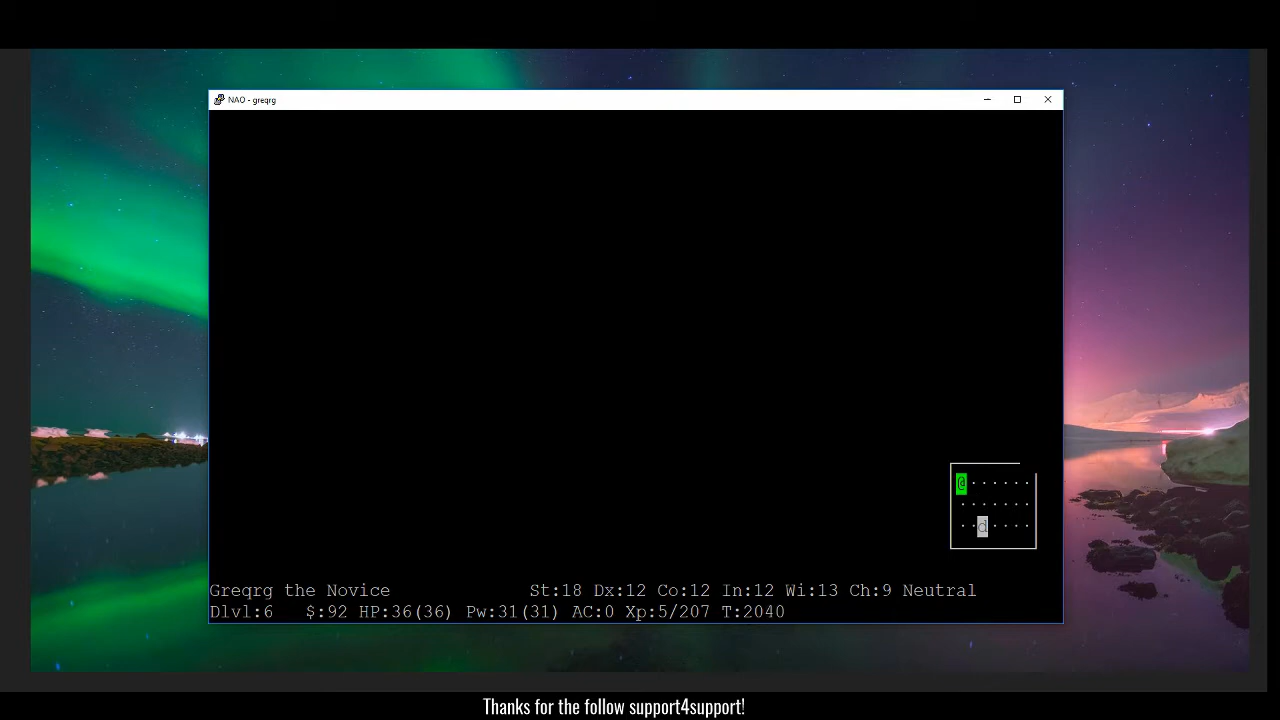 NAO - greqrg
@ . . . . . .
. . . . . . .
. . d . . . .
Greqrg the Novice St:18 Dx:12 Co:12 In:12 Wi:13 Ch:9 Neutral
Dlvl:6 $:92 HP:36(36) Pw:31(31) AC:0 Xp:5/207 T:2040
Thanks for the follow support4support!